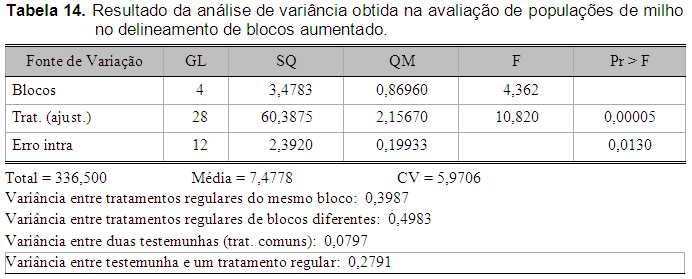 Tabela 14. Resultado da análise de variância obtida na avaliação de populações de milho
no delineamento de blocos aumentado.
Fonte de Variação GL SQ QM F Pr > F
Blocos 4 3,4783 0,86960 4,362
Trat. (ajust.) 28 60,3875 2,15670 10,820 0,00005
Erro intra 12 2,3920 0,19933 0,0130
Total = 336,500 Média = 7,4778 CV = 5,9706
Variância entre tratamentos regulares do mesmo bloco: 0,3987
Variância entre tratamentos regulares de blocos diferentes: 0,4983
Variância entre duas testemunhas (trat. comuns): 0,0797
Variância entre testemunha e um tratamento regular: 0,2791